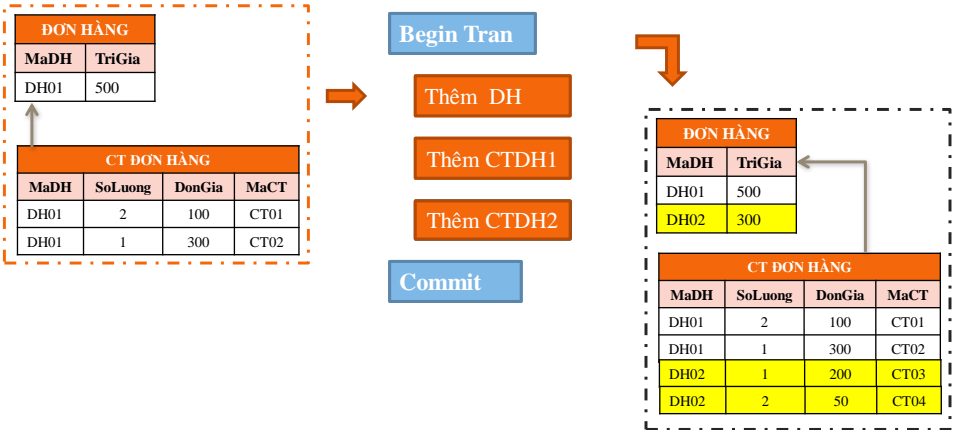 ĐƠN HÀNG
MaDH TriGia
DH01 500
CT ĐƠN HÀNG
MaDH SoLuong DonGia MaCT
DH01 2 100 CT01
DH01 1 300 CT02
Begin Tran
Thêm DH
Thêm CTDH1
Thêm CTDH2
Commit
ĐƠN HÀNG
MaDH TriGia
DH01 500
DH02 300
CT ĐƠN HÀNG
MaDH SoLuong DonGia MaCT
DH01 2 100 CT01
DH01 1 300 CT02
DH02 1 200 CT03
DH02 2 50 CT04